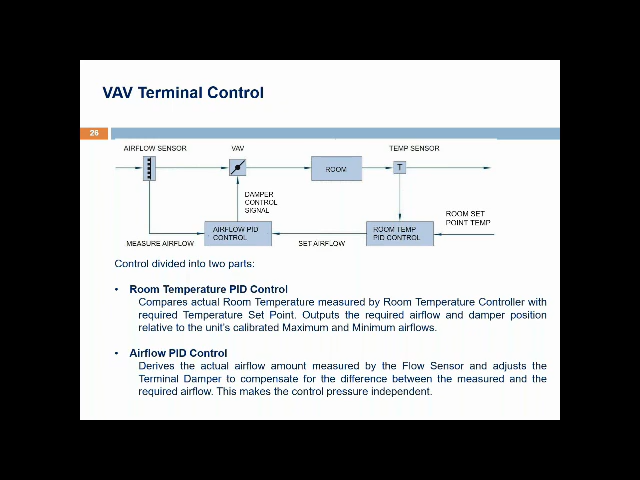 VAV Terminal Control
26
AIRFLOW SENSOR
VAV
TEMP SENSOR
ROOM
T
DAMPER
CONTROL
SIGNAL
ROOM SET
POINT TEMP
AIRFLOW PID
CONTROL
ROOM TEMP
PID CONTROL
MEASURE AIRFLOW
SET AIRFLOW
Control divided into two parts:
• Room Temperature PID Control
Compares actual Room Temperature measured by Room Temperature Controller with
required Temperature Set Point. Outputs the required airflow and damper position
relative to the unit's calibrated Maximum and Minimum airflows.
• Airflow PID Control
Derives the actual airflow amount measured by the Flow Sensor and adjusts the
Terminal Damper to compensate for the difference between the measured and the
required airflow. This makes the control pressure independent.